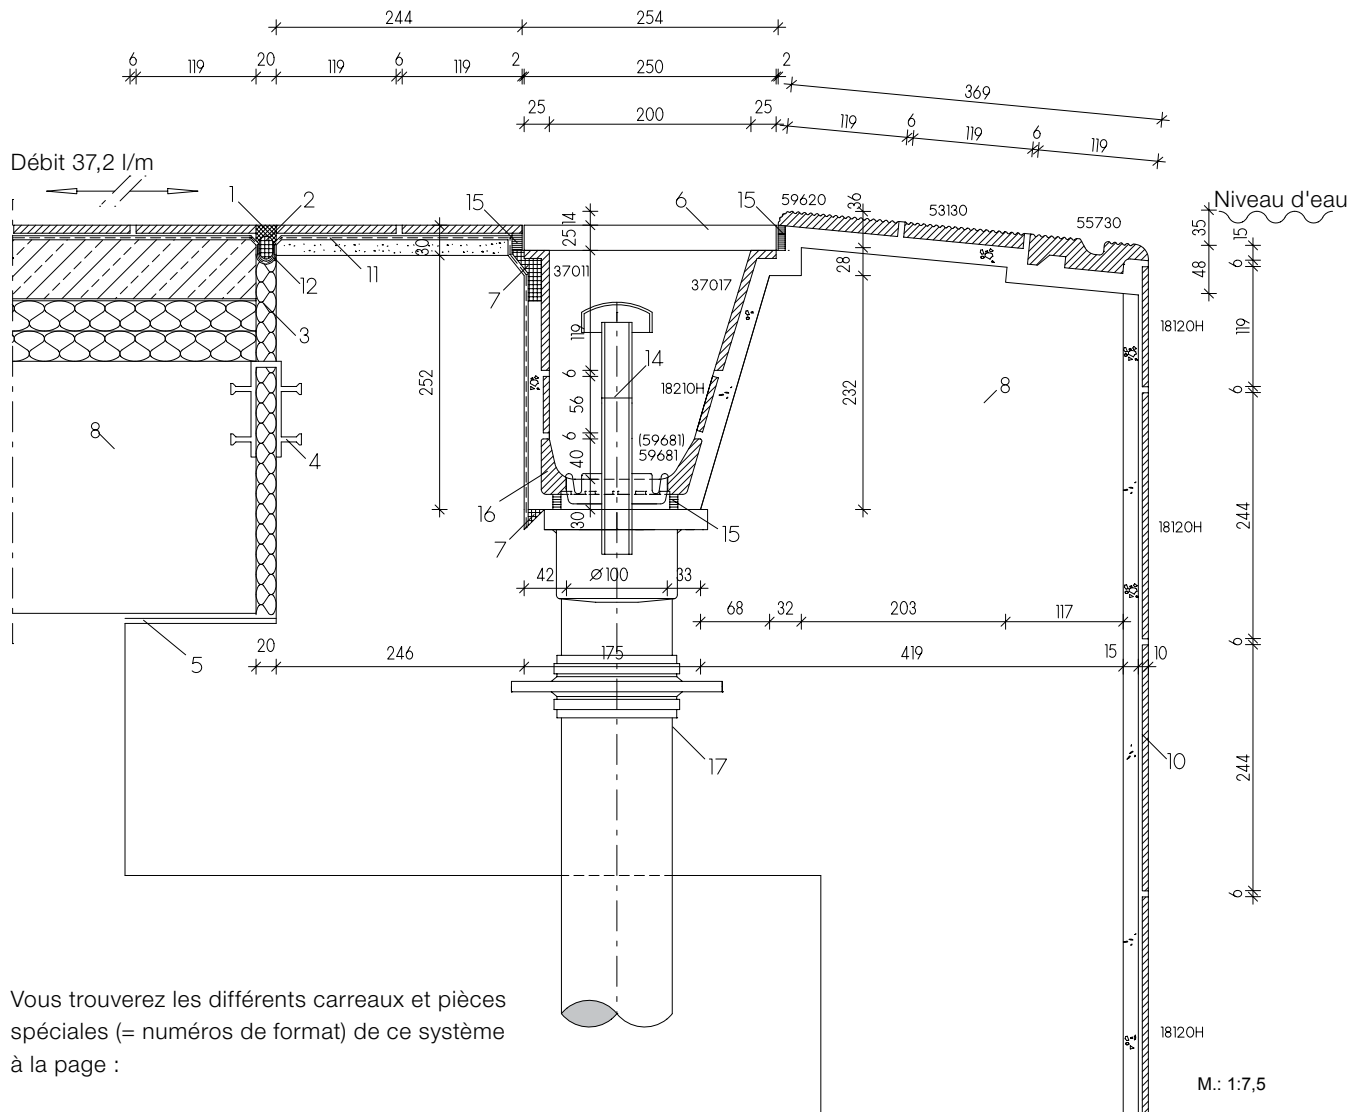 244 254
6 119 20 119 6 119 2 250 2
369
25 200 25
119 6 119 6 119
Débit 37,2 l/m
1 2 15 6 15 59620 36 53130 55730
Niveau d'eau
14
25
30
28
35
48
15
6
11
12
3
7
37011
37017
18120H
119
119
14
252
6
56
6
40
30
18210H
232
8
6
8
4
(59681)
59681
16
15
7
18120H
244
42 Ø100 33
68 32 203 117
5
6
20 246 175 419 15 10
17
10
244
6
Vous trouverez les différents carreaux et pièces
spéciales (= numéros de format) de ce système
à la page :
18120H
M.: 1:7,5